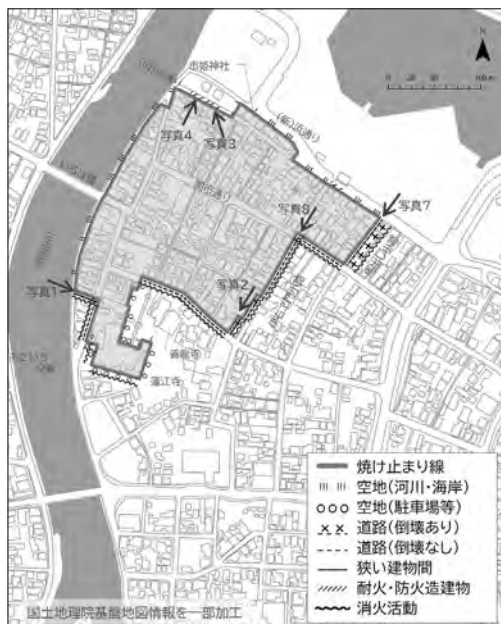 N
市姫神社
写真4
写真3
写真7
写真8
写真2
写真1
蓮江寺
焼け止まり線
空地(河川・海岸)
空地(駐車場等)
道路(倒壊あり)
道路(倒壊なし)
狭い建物間
耐火・防火造建物
消火活動
国土地理院基盤地図情報を一部加工